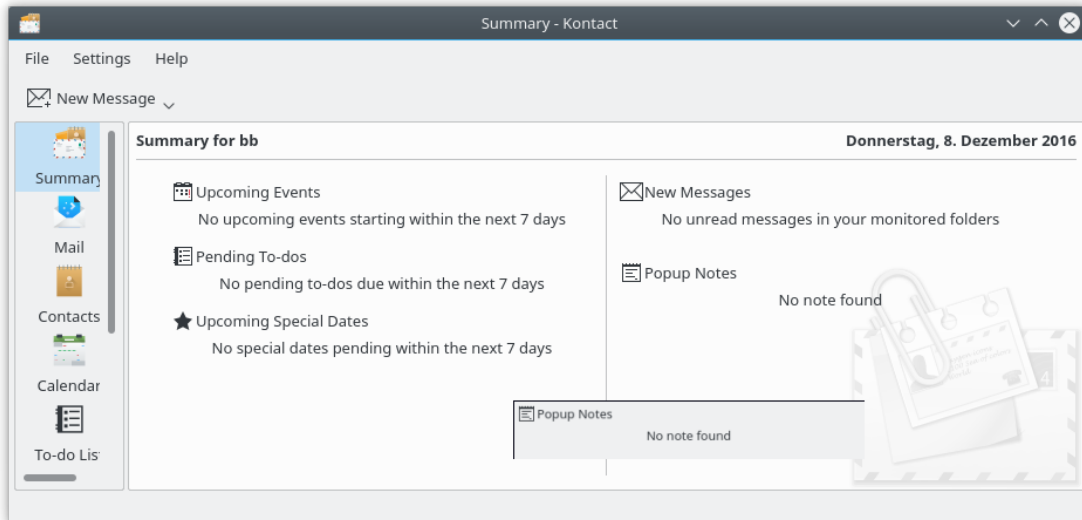 Summary - Kontact
File Settings Help
New Message
Summary
Mail
Contacts
Calendar
To-do Lis
Summary for bb
Donnerstag, 8. Dezember 2016
Upcoming Events
No upcoming events starting within the next 7 days
Pending To-dos
No pending to-dos due within the next 7 days
Upcoming Special Dates
No special dates pending within the next 7 days
New Messages
No unread messages in your monitored folders
Popup Notes
No note found
Popup Notes
No note found